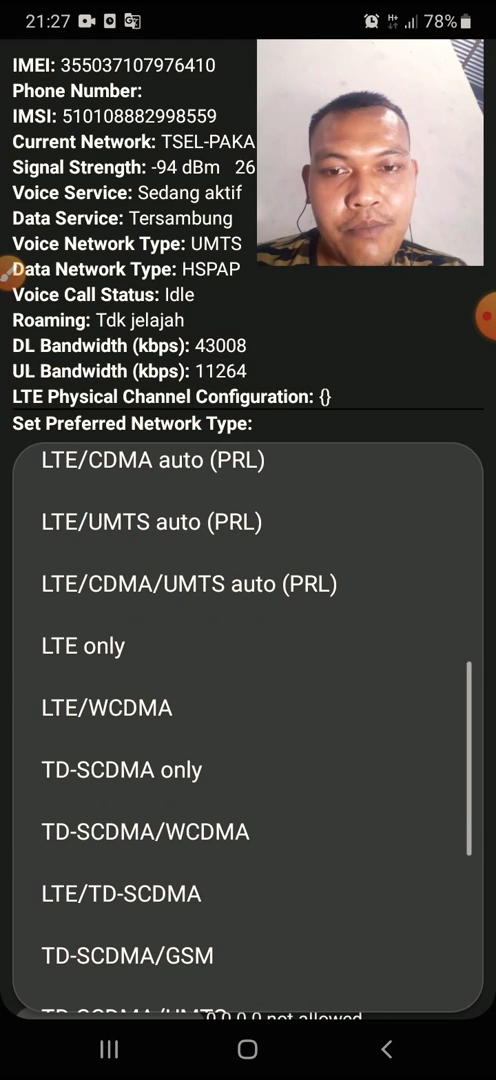 21:27 78%
IMEI: 355037107976410
Phone Number:
IMSI: 510108882998559
Current Network: TSEL-PAKA
Signal Strength: -94 dBm 26
Voice Service: Sedang aktif
Data Service: Tersambung
Voice Network Type: UMTS
Data Network Type: HSPAP
Voice Call Status: Idle
Roaming: Tdk jelajah
DL Bandwidth (kbps): 43008
UL Bandwidth (kbps): 11264
LTE Physical Channel Configuration: {}
Set Preferred Network Type:
LTE/CDMA auto (PRL)
LTE/UMTS auto (PRL)
LTE/CDMA/UMTS auto (PRL)
LTE only
LTE/WCDMA
TD-SCDMA only
TD-SCDMA/WCDMA
LTE/TD-SCDMA
TD-SCDMA/GSM
not allowed